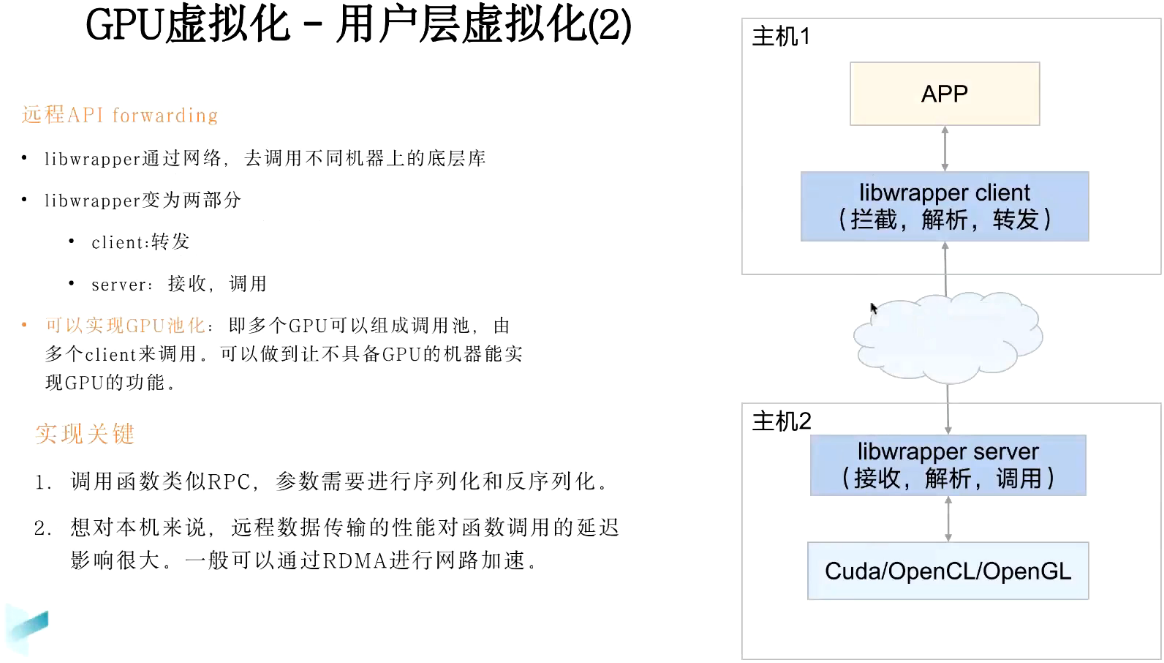 GPU虚拟化 - 用户层虚拟化(2)
远程API forwarding
• libwrapper通过网络，去调用不同机器上的底层库
• libwrapper变为两部分
• client:转发
• server：接收，调用
• 可以实现GPU池化：即多个GPU可以组成调用池，由
多个client来调用。可以做到让不具备GPU的机器能实
现GPU的功能。
实现关键
1. 调用函数类似RPC，参数需要进行序列化和反序列化。
2. 想对本机来说，远程数据传输的性能对函数调用的延迟
影响很大。一般可以通过RDMA进行网路加速。
主机1
APP
libwrapper client
（拦截，解析，转发）
主机2
libwrapper server
（接收，解析，调用）
Cuda/OpenCL/OpenGL